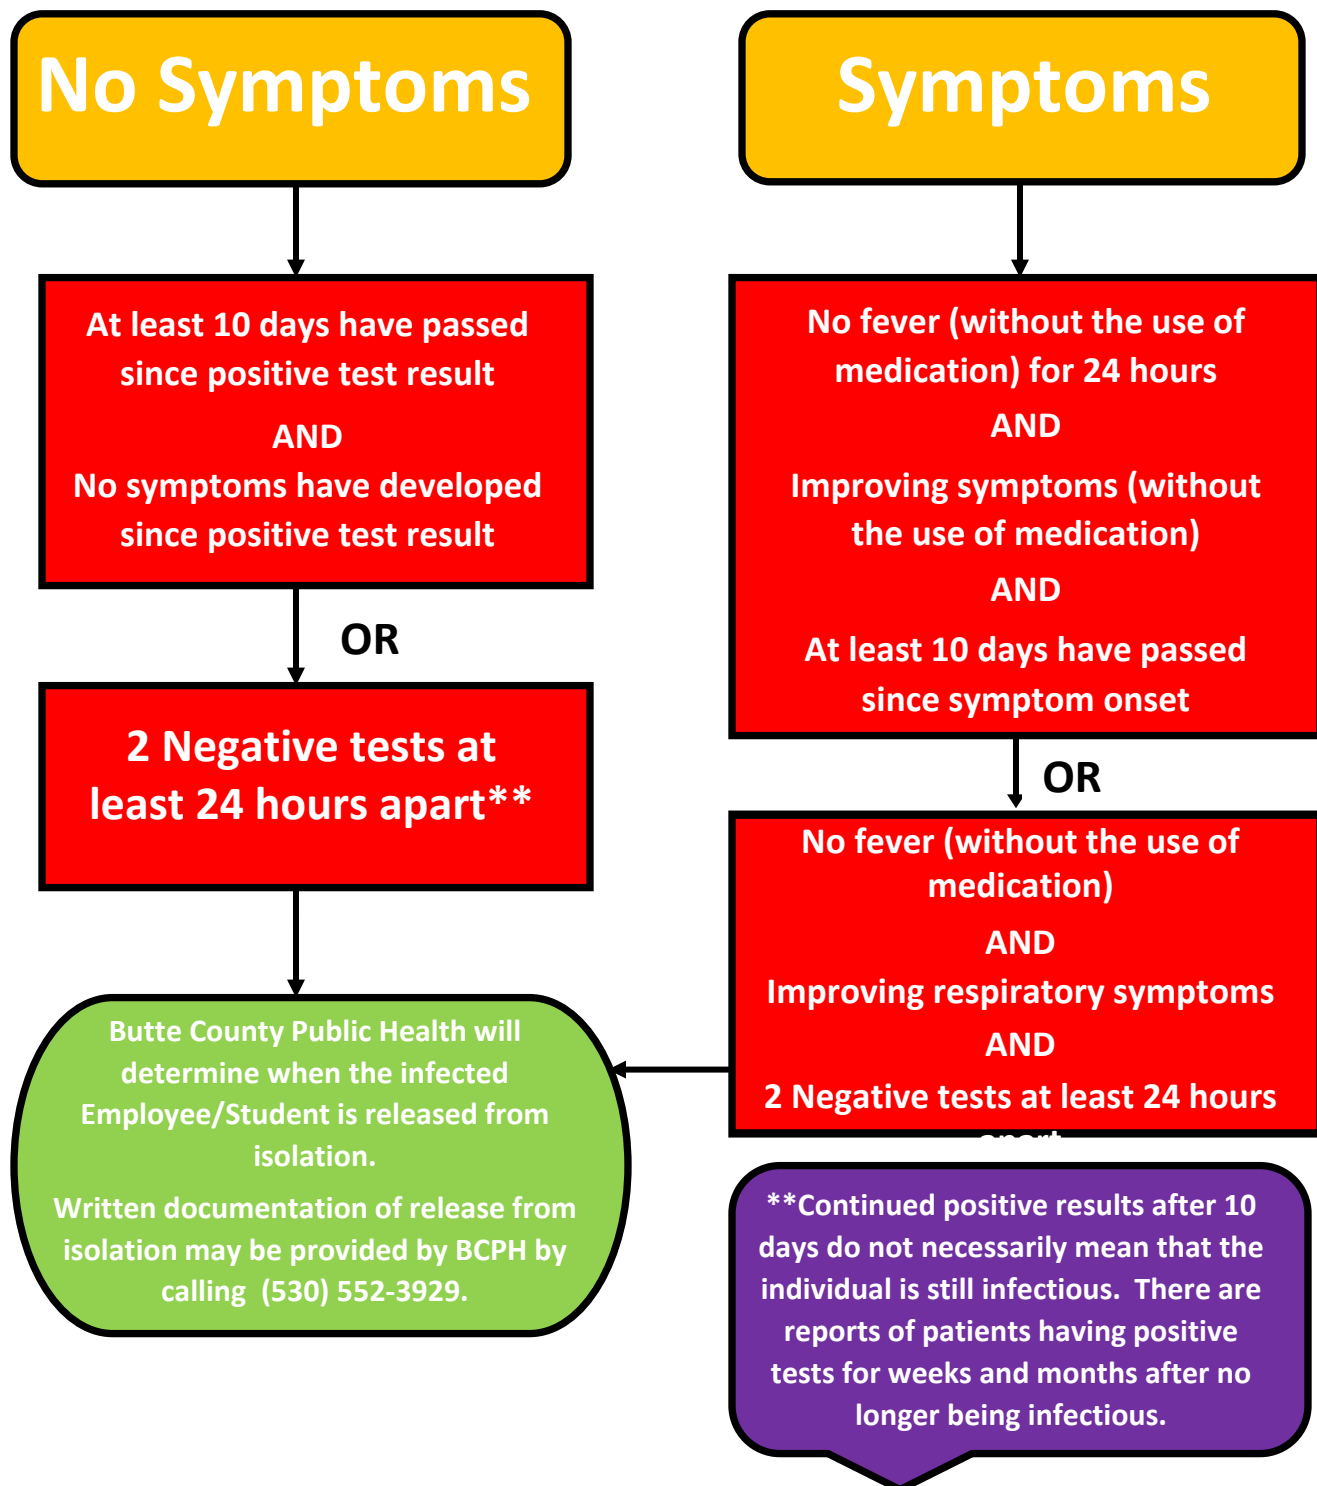 No Symptoms
At least 10 days have passed
since positive test result
AND
No symptoms have developed
since positive test result
OR
2 Negative tests at
least 24 hours apart**
Symptoms
No fever (without the use of
medication) for 24 hours
AND
Improving symptoms (without
the use of medication)
AND
At least 10 days have passed
since symptom onset
OR
No fever (without the use of
medication)
AND
Improving respiratory symptoms
AND
2 Negative tests at least 24 hours
apart
Butte County Public Health will
determine when the infected
Employee/Student is released from
isolation.
Written documentation of release from
isolation may be provided by BCPH by
calling (530) 552-3929.
**Continued positive results after 10
days do not necessarily mean that the
individual is still infectious. There are
reports of patients having positive
tests for weeks and months after no
longer being infectious.